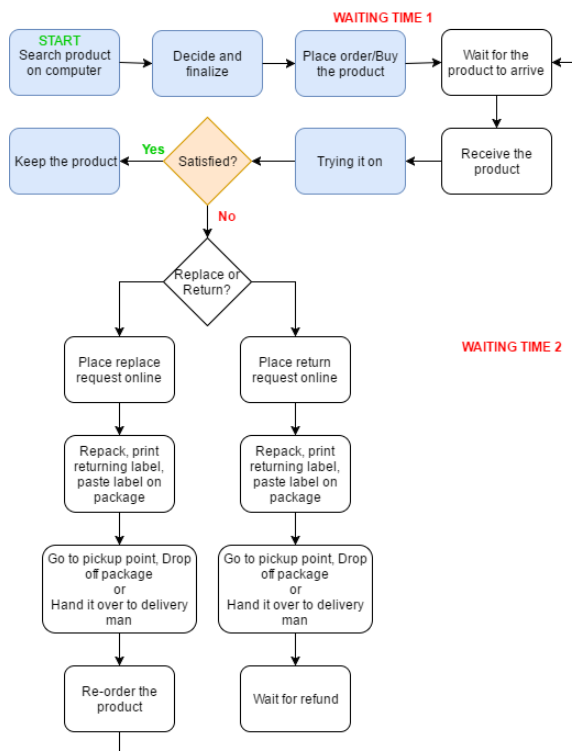 WAITING TIME 1
START
Search product
on computer
Decide and
finalize
Place order/Buy
the product
Wait for the
product to arrive
Keep the product
Yes
Satisfied?
Trying it on
Receive the
product
No
Replace or
Return?
WAITING TIME 2
Place replace
request online
Place return
request online
Repack, print
returning label,
paste label on
package
Repack, print
returning label,
paste label on
package
Go to pickup point, Drop
off package
or
Hand it over to delivery
man
Go to pickup point, Drop
off package
or
Hand it over to delivery
man
Re-order the
product
Wait for refund